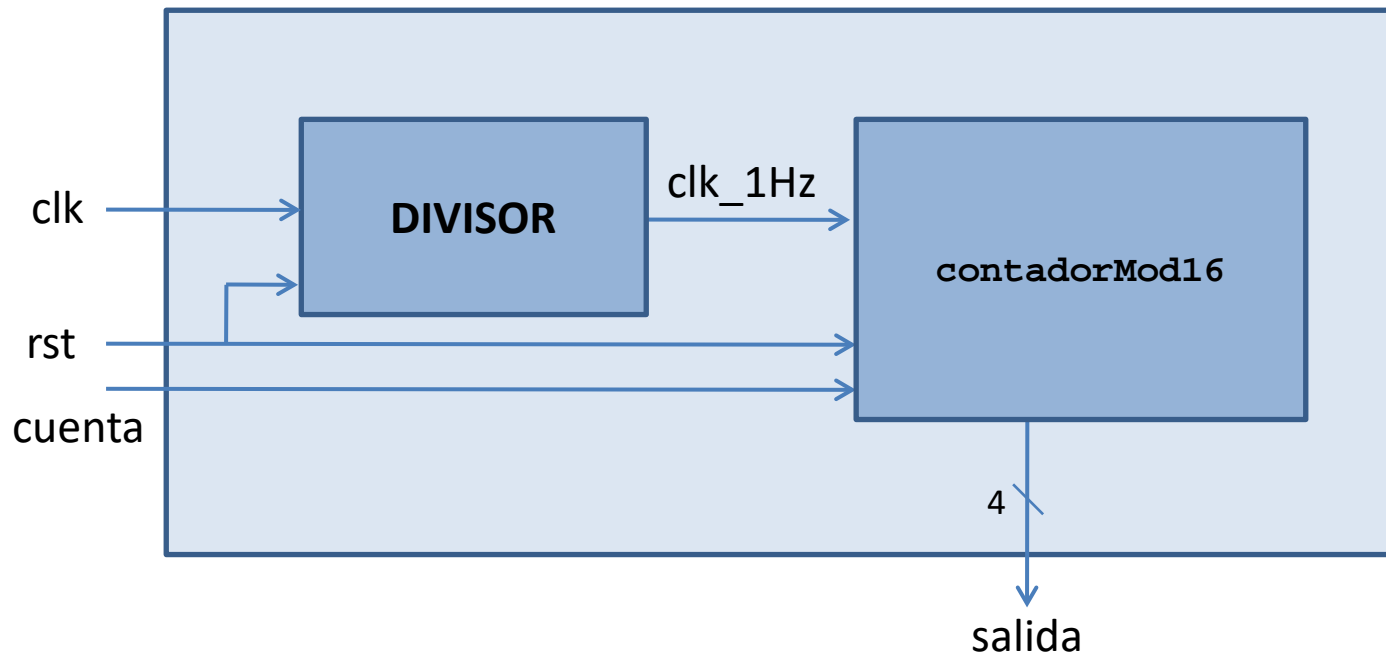 clk
DIVISOR
clk_1Hz
contadorMod16
rst
cuenta
4
salida